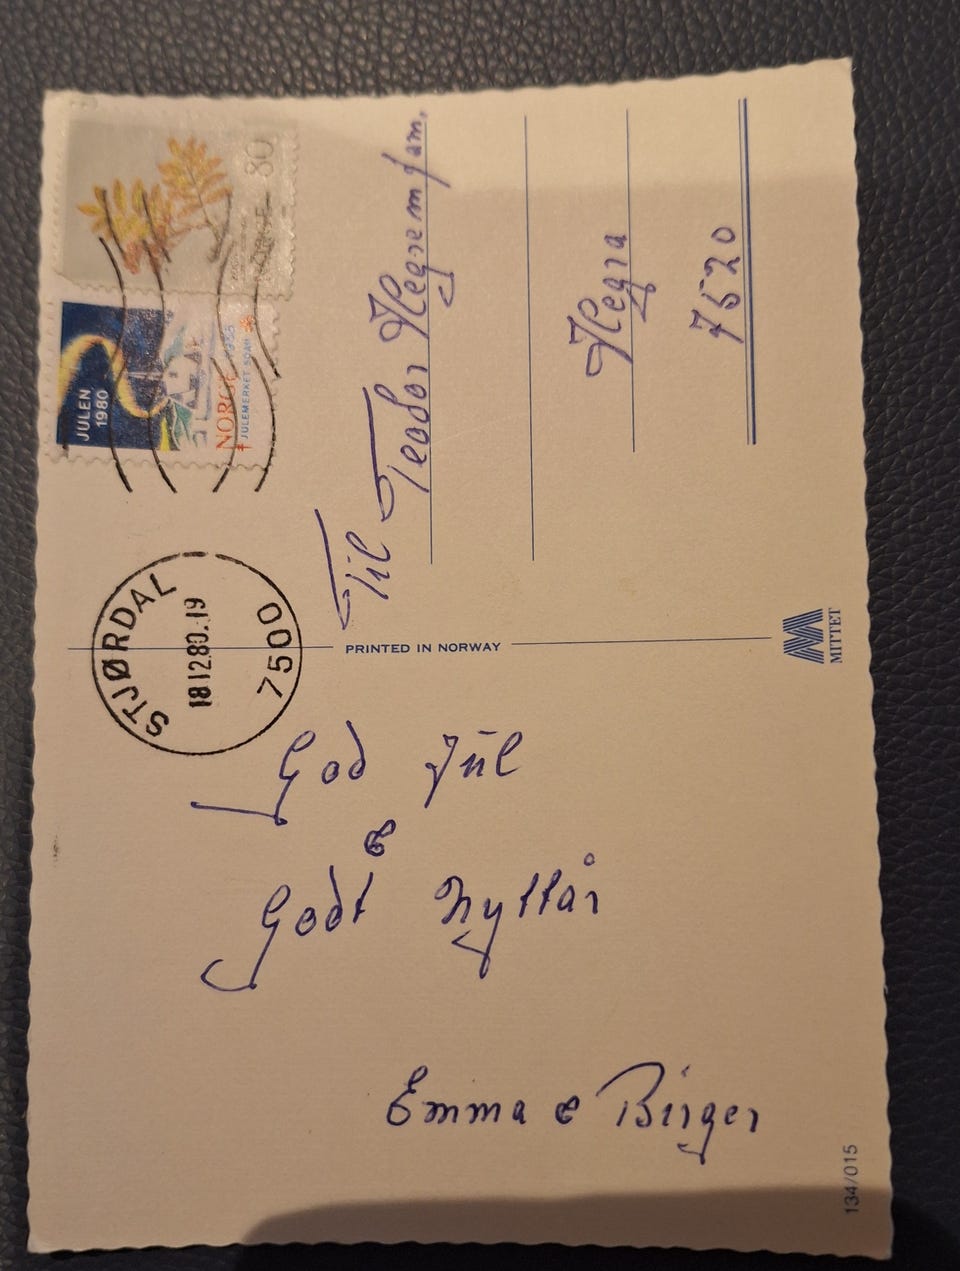 God Jul
&
Godt nyttår
Emma & Birger
134/015
STJØRDAL
18.12.80.-19
7500
PRINTED IN NORWAY
MITTET
JULEN
1980
NORGE
JULEMERKET
80
Til
Teodor Hegrem fam.
Hegra
7520